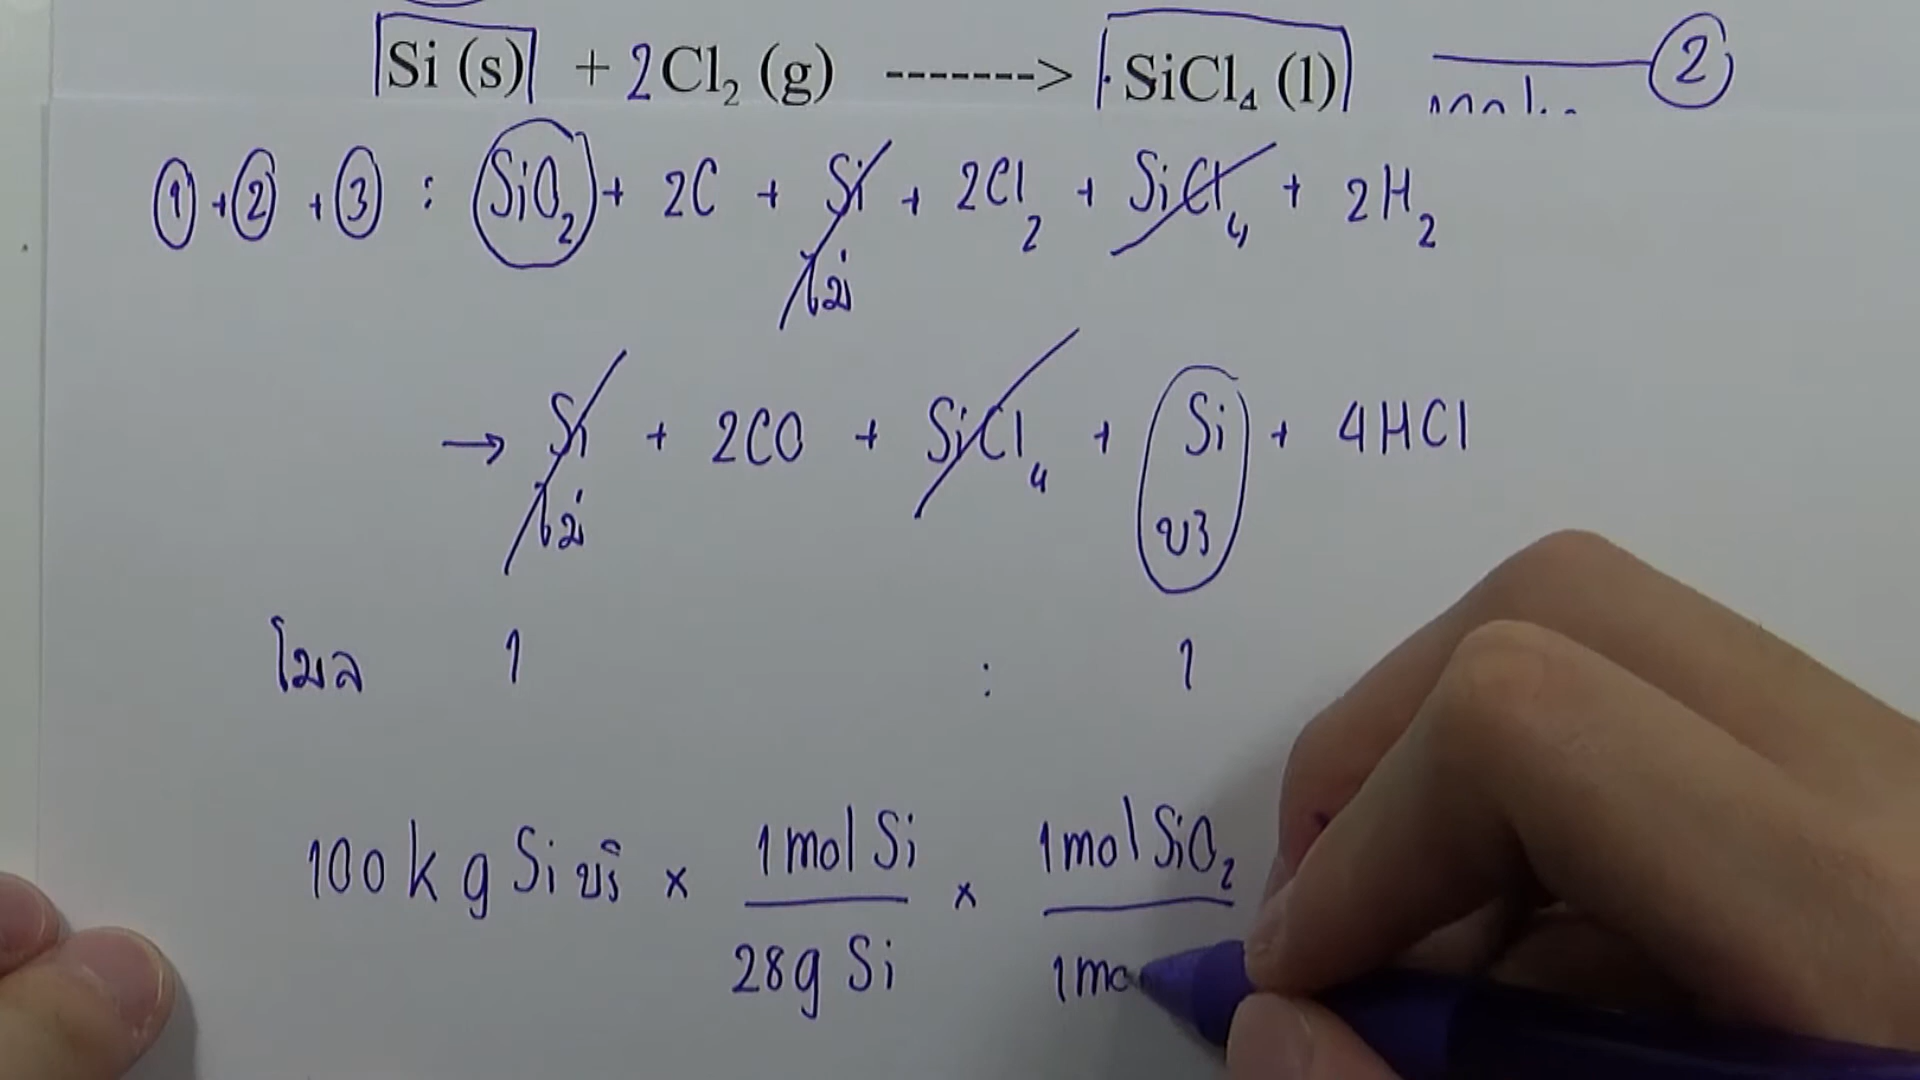 Si (s) + 2Cl₂ (g) -------> SiCl₄ (l) ②
① + ② + ③ : SiO₂ + 2C + Si + 2Cl₂ + SiCl₄ + 2H₂
ไม่
→ Si + 2CO + SiCl₄ + Si + 4HCl
ไม่ บริ
โมล 1 : 1
100 kg Si บริ × 1 mol Si × 1 mol SiO₂
28 g Si 1 mo